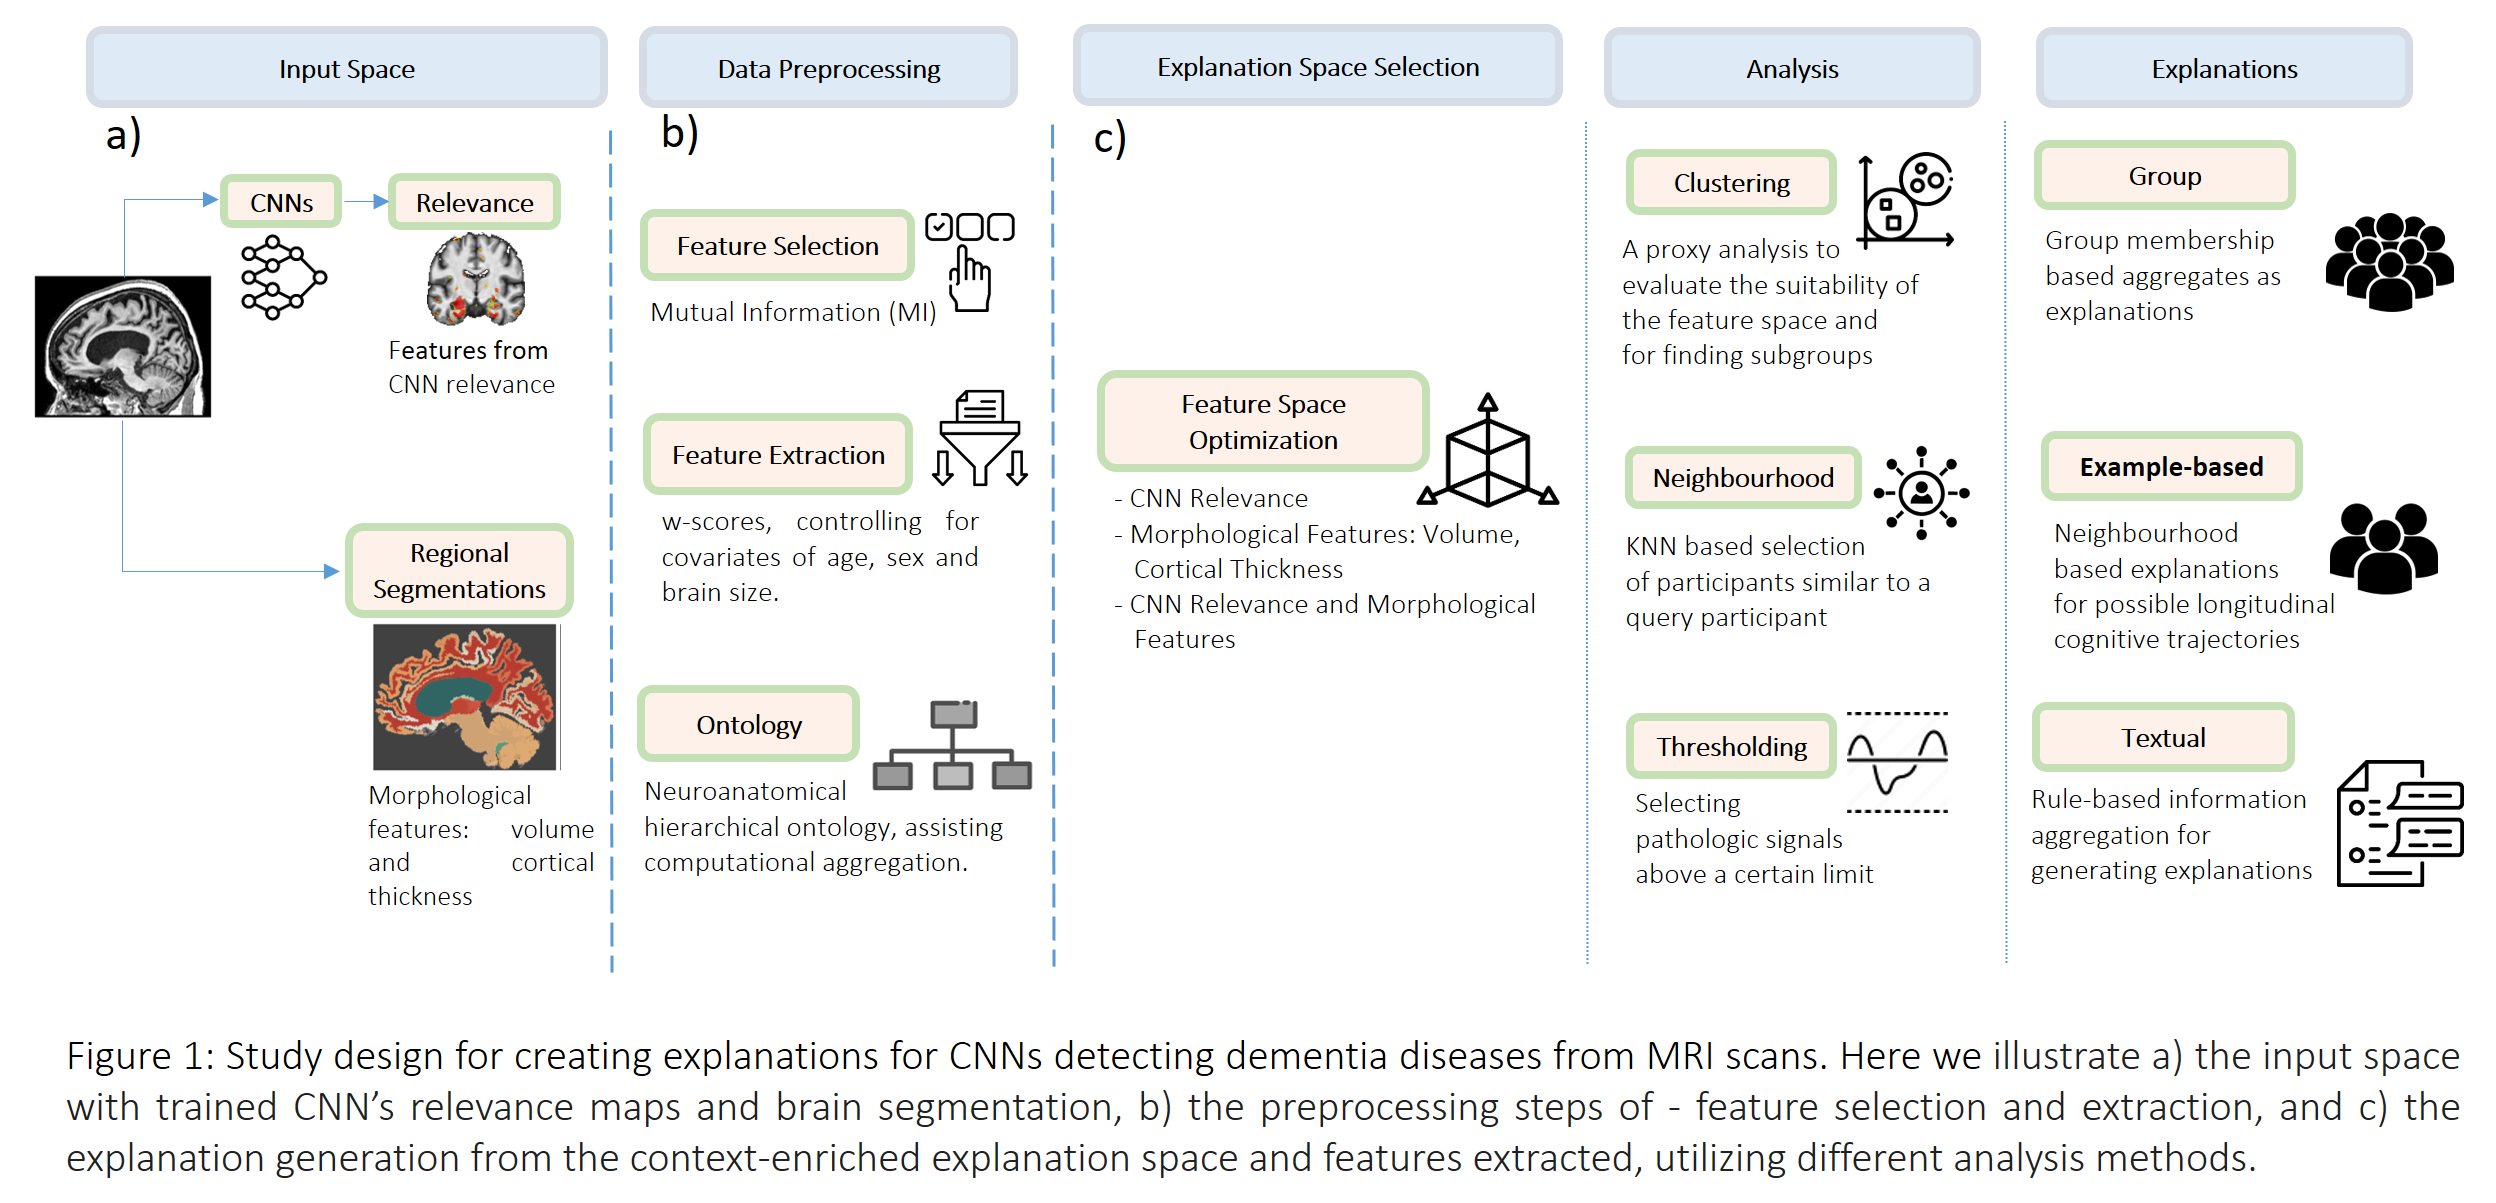 Input Space
Data Preprocessing
Explanation Space Selection
Analysis
Explanations
a)
CNNs
Relevance
Features from
CNN relevance
Regional
Segmentations
Morphological
features: volume
and cortical
thickness
b)
Feature Selection
Mutual Information (MI)
Feature Extraction
w-scores, controlling for
covariates of age, sex and
brain size.
Ontology
Neuroanatomical
hierarchical ontology, assisting
computational aggregation.
c)
Feature Space
Optimization
- CNN Relevance
- Morphological Features: Volume,
Cortical Thickness
- CNN Relevance and Morphological
Features
Clustering
A proxy analysis to
evaluate the suitability of
the feature space and
for finding subgroups
Neighbourhood
KNN based selection
of participants similar to a
query participant
Thresholding
Selecting
pathologic signals
above a certain limit
Group
Group membership
based aggregates as
explanations
Example-based
Neighbourhood
based explanations
for possible longitudinal
cognitive trajectories
Textual
Rule-based information
aggregation for
generating explanations
Figure 1: Study design for creating explanations for CNNs detecting dementia diseases from MRI scans. Here we illustrate a) the input space
with trained CNN’s relevance maps and brain segmentation, b) the preprocessing steps of - feature selection and extraction, and c) the
explanation generation from the context-enriched explanation space and features extracted, utilizing different analysis methods.